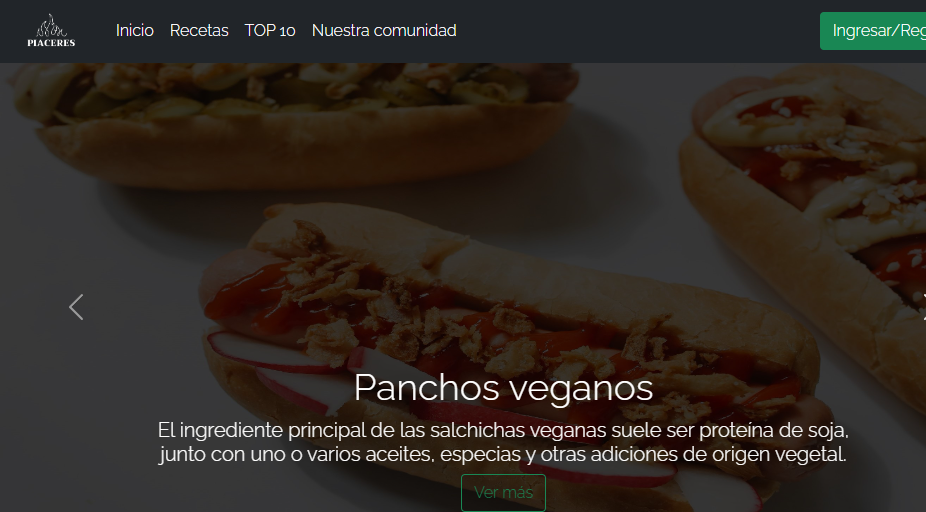 PIACERES
Inicio Recetas TOP 10 Nuestra comunidad Ingresar/Reg
Panchos veganos
El ingrediente principal de las salchichas veganas suele ser proteína de soja,
junto con uno o varios aceites, especias y otras adiciones de origen vegetal.
Ver más